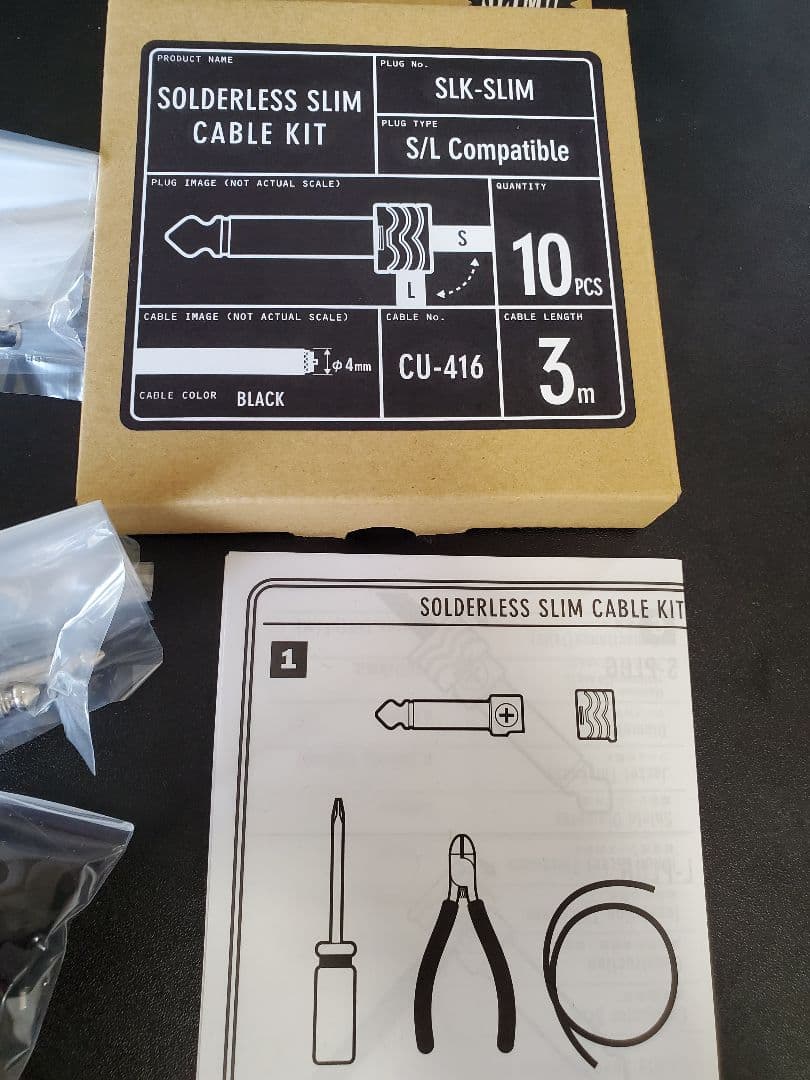 PRODUCT NAME
SOLDERLESS SLIM
CABLE KIT
PLUG No.
SLK-SLIM
PLUG TYPE
S/L Compatible
PLUG IMAGE (NOT ACTUAL SCALE)
S
L
QUANTITY
10 PCS
CABLE IMAGE (NOT ACTUAL SCALE)
φ 4mm
CABLE COLOR BLACK
CABLE No.
CU-416
CABLE LENGTH
3m
SOLDERLESS SLIM CABLE KIT
1